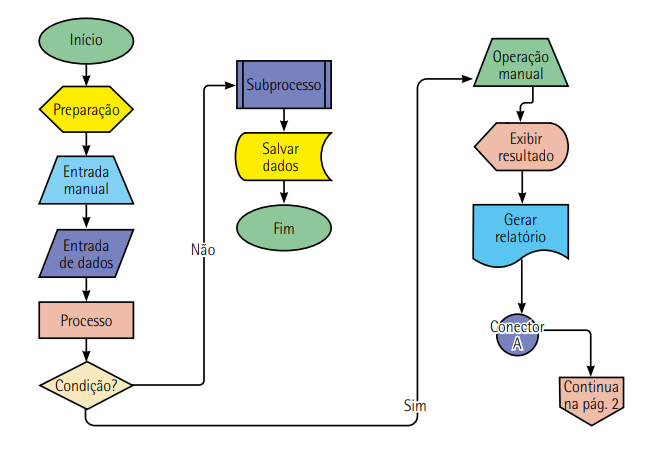 Início
Preparação
Entrada
manual
Entrada
de dados
Processo
Condição?
Não
Subprocesso
Salvar
dados
Fim
Sim
Operação
manual
Exibir
resultado
Gerar
relatório
Conector
A
Continua
na pág. 2